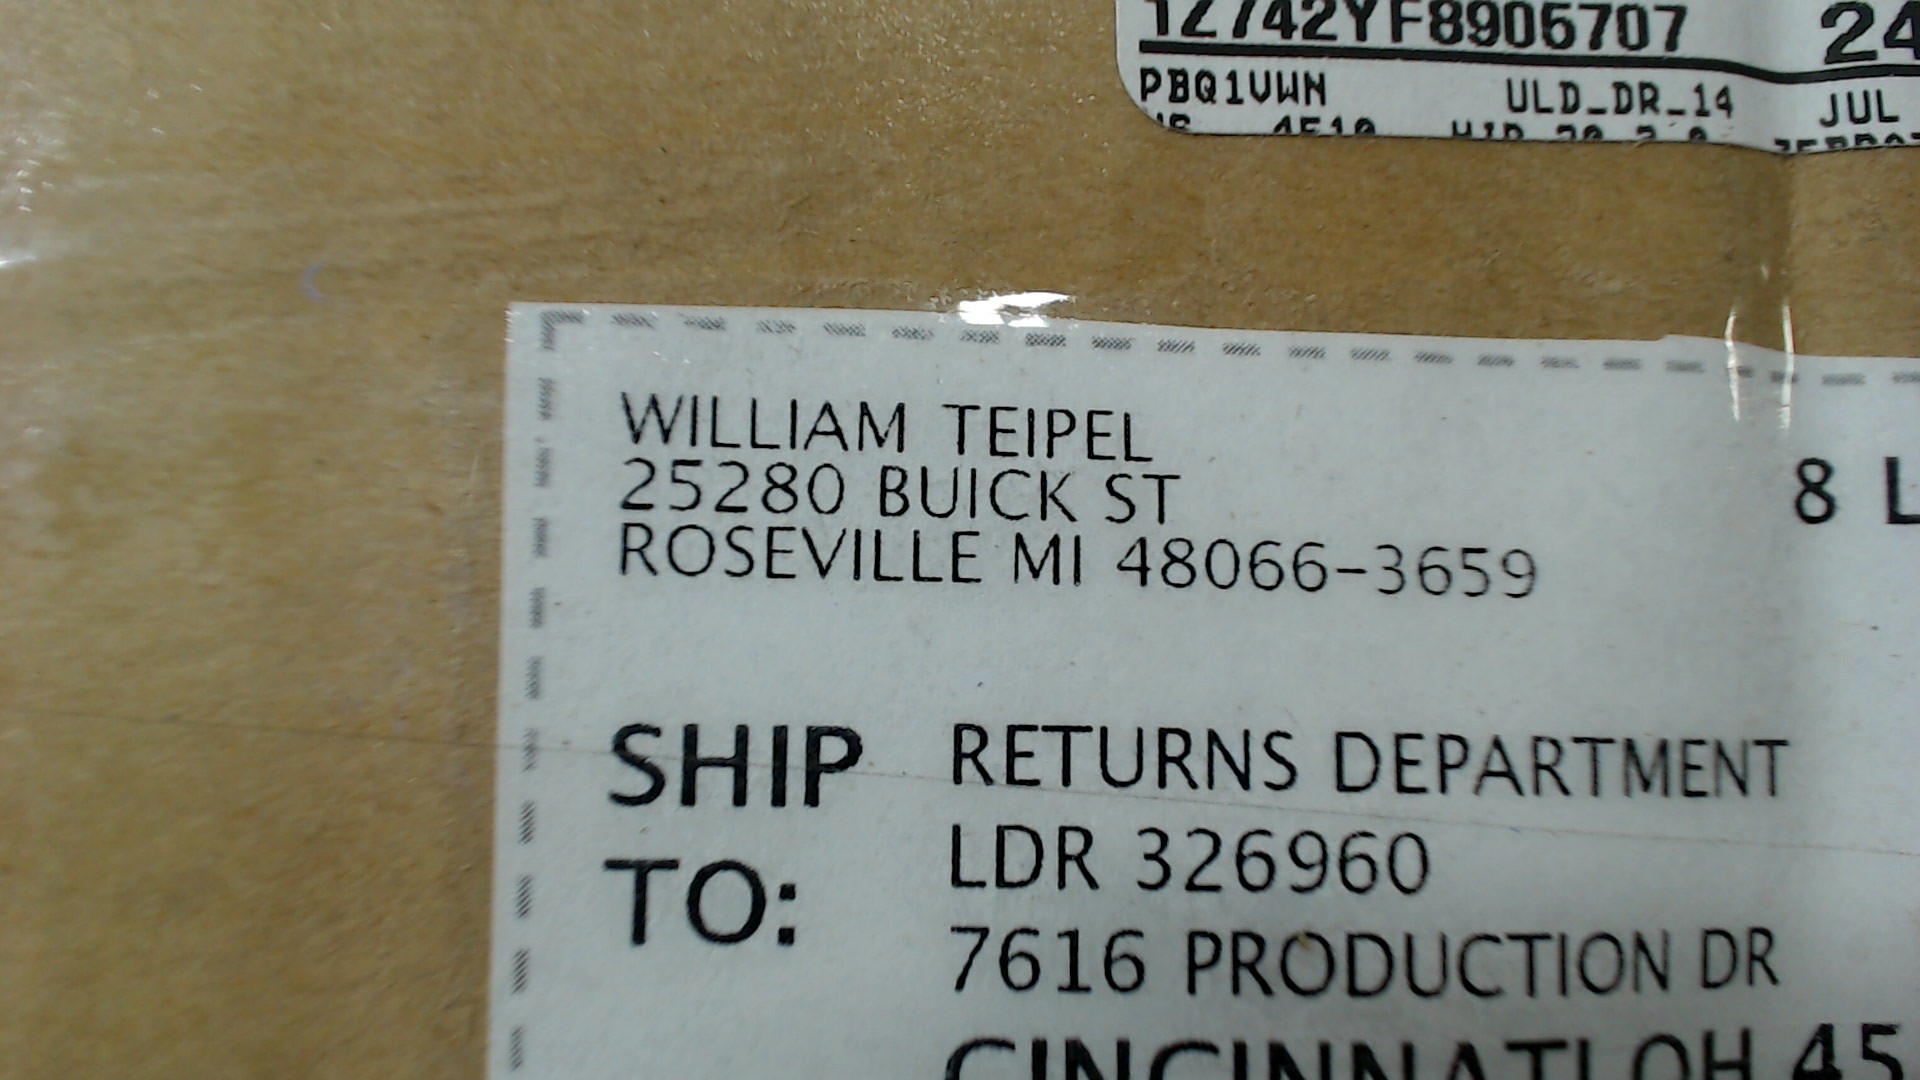 1Z742YF8906707 24
PBQ1VWN ULD_DR_14 JUL
WILLIAM TEIPEL
25280 BUICK ST
ROSEVILLE MI 48066-3659
8 L
SHIP TO:
RETURNS DEPARTMENT
LDR 326960
7616 PRODUCTION DR
CINCINNATI OH 45